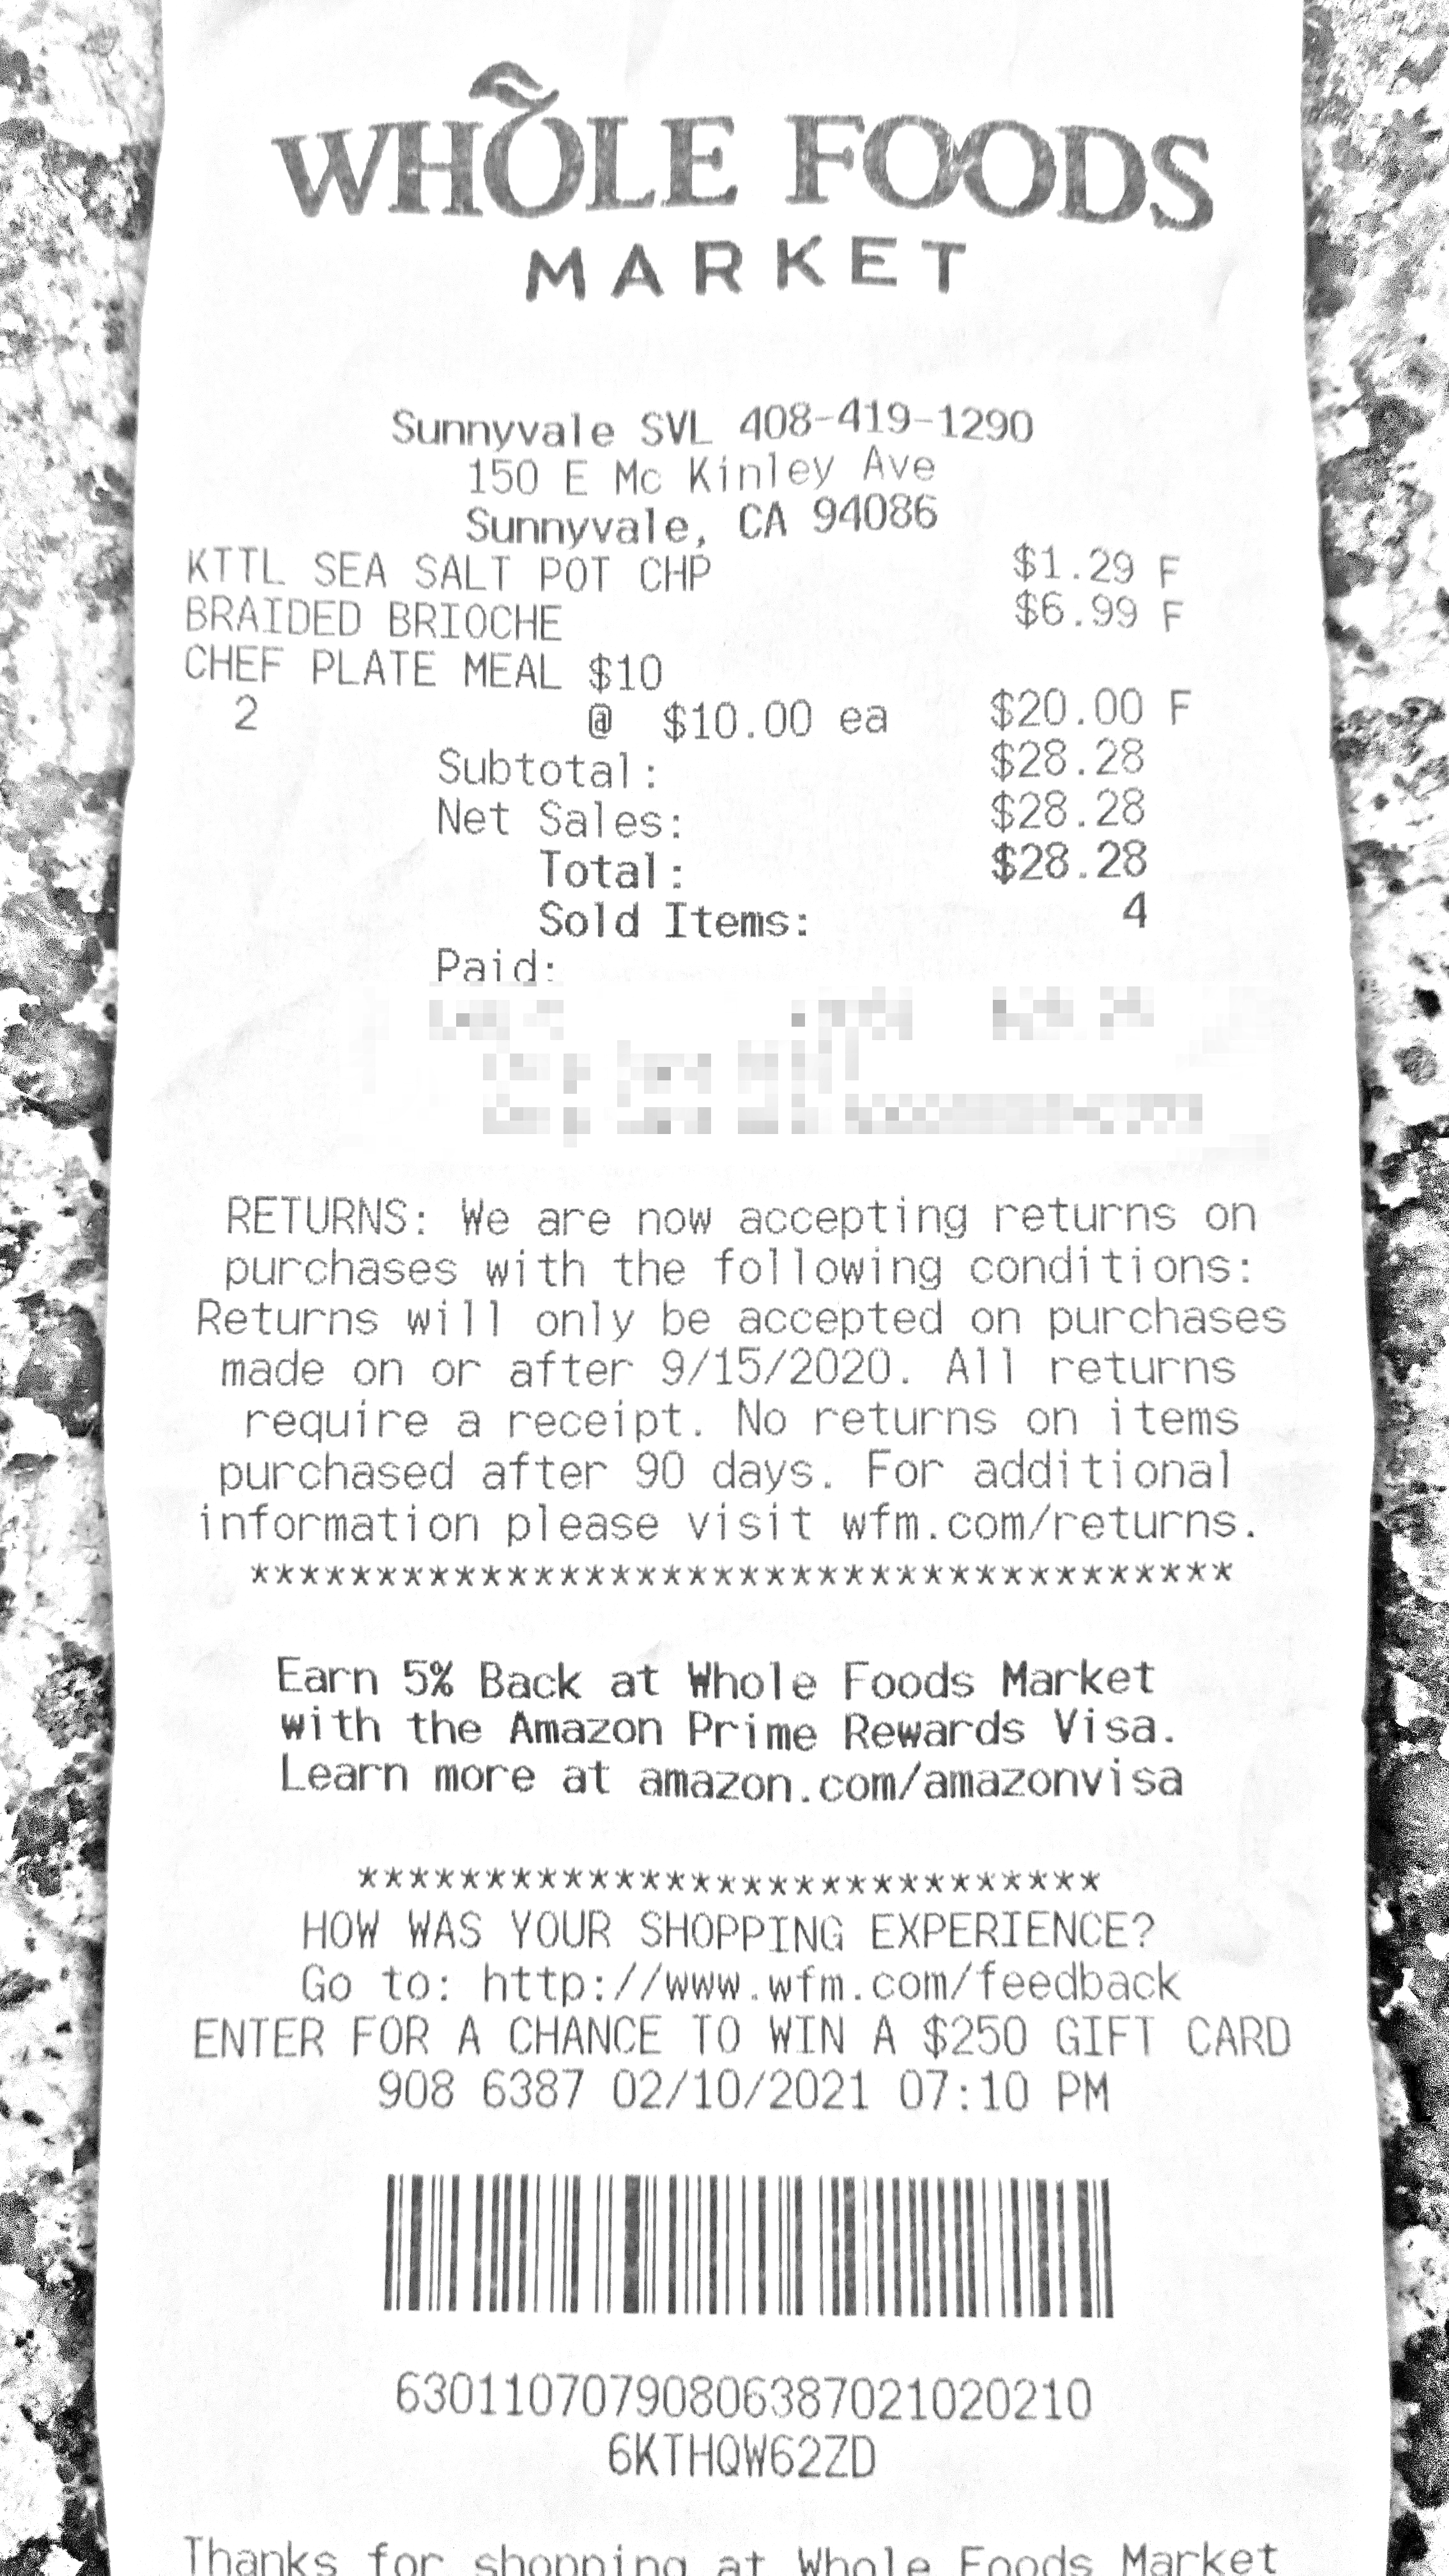 WHOLE FOODS
MARKET
Sunnyvale SVL 408-419-1290
150 E Mc Kinley Ave
Sunnyvale, CA 94086
KTTL SEA SALT POT CHP $1.29 F
BRAIDED BRIOCHE $6.99 F
CHEF PLATE MEAL $10
2 @ $10.00 ea $20.00 F
Subtotal: $28.28
Net Sales: $28.28
Total: $28.28
Sold Items: 4
Paid:
RETURNS: We are now accepting returns on
purchases with the following conditions:
Returns will only be accepted on purchases
made on or after 9/15/2020. All returns
require a receipt. No returns on items
purchased after 90 days. For additional
information please visit wfm.com/returns.
***************************************
Earn 5% Back at Whole Foods Market
with the Amazon Prime Rewards Visa.
Learn more at amazon.com/amazonvisa
*****************************
HOW WAS YOUR SHOPPING EXPERIENCE?
Go to: http://www.wfm.com/feedback
ENTER FOR A CHANCE TO WIN A $250 GIFT CARD
908 6387 02/10/2021 07:10 PM
63011070790806387021020210
6KTHQW62ZD
Thanks for shopping at Whole Foods Market